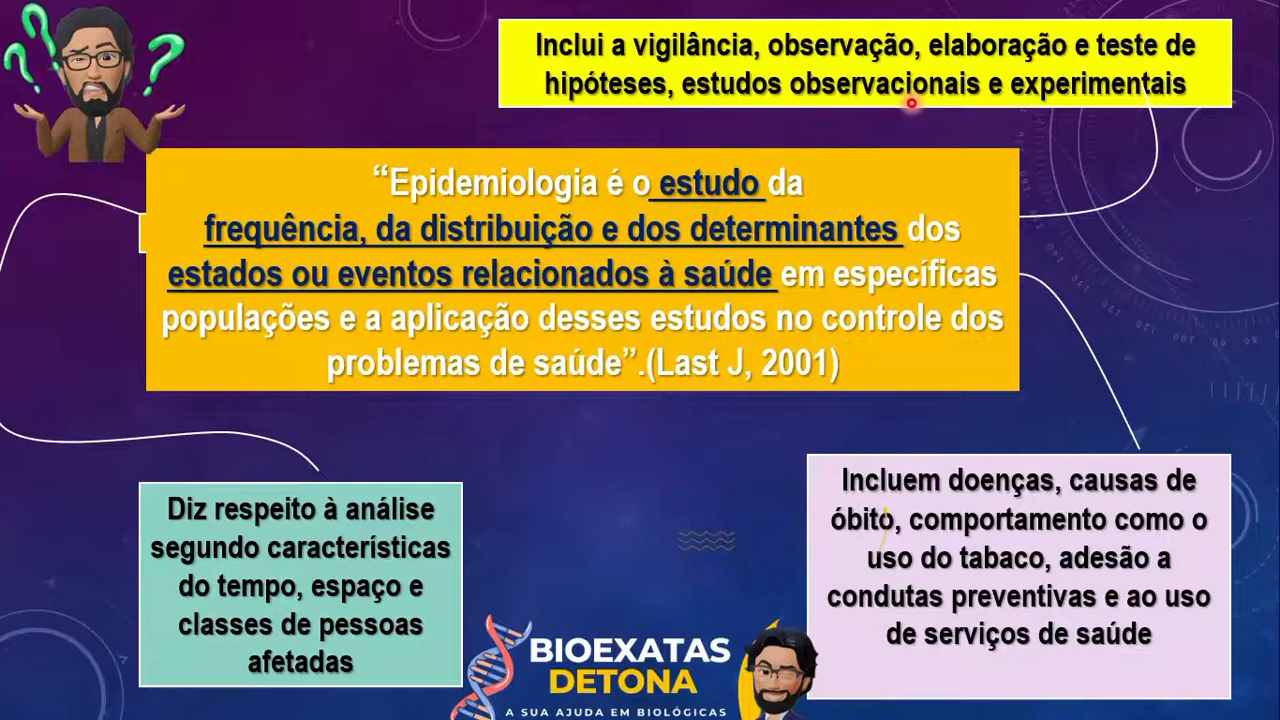 Inclui a vigilância, observação, elaboração e teste de
hipóteses, estudos observacionais e experimentais
“Epidemiologia é o estudo da
frequência, da distribuição e dos determinantes dos
estados ou eventos relacionados à saúde em específicas
populações e a aplicação desses estudos no controle dos
problemas de saúde”.(Last J, 2001)
Diz respeito à análise
segundo características
do tempo, espaço e
classes de pessoas
afetadas
Incluem doenças, causas de
óbito, comportamento como o
uso do tabaco, adesão a
condutas preventivas e ao uso
de serviços de saúde
BIOEXATAS
DETONA
A SUA AJUDA EM BIOLÓGICAS